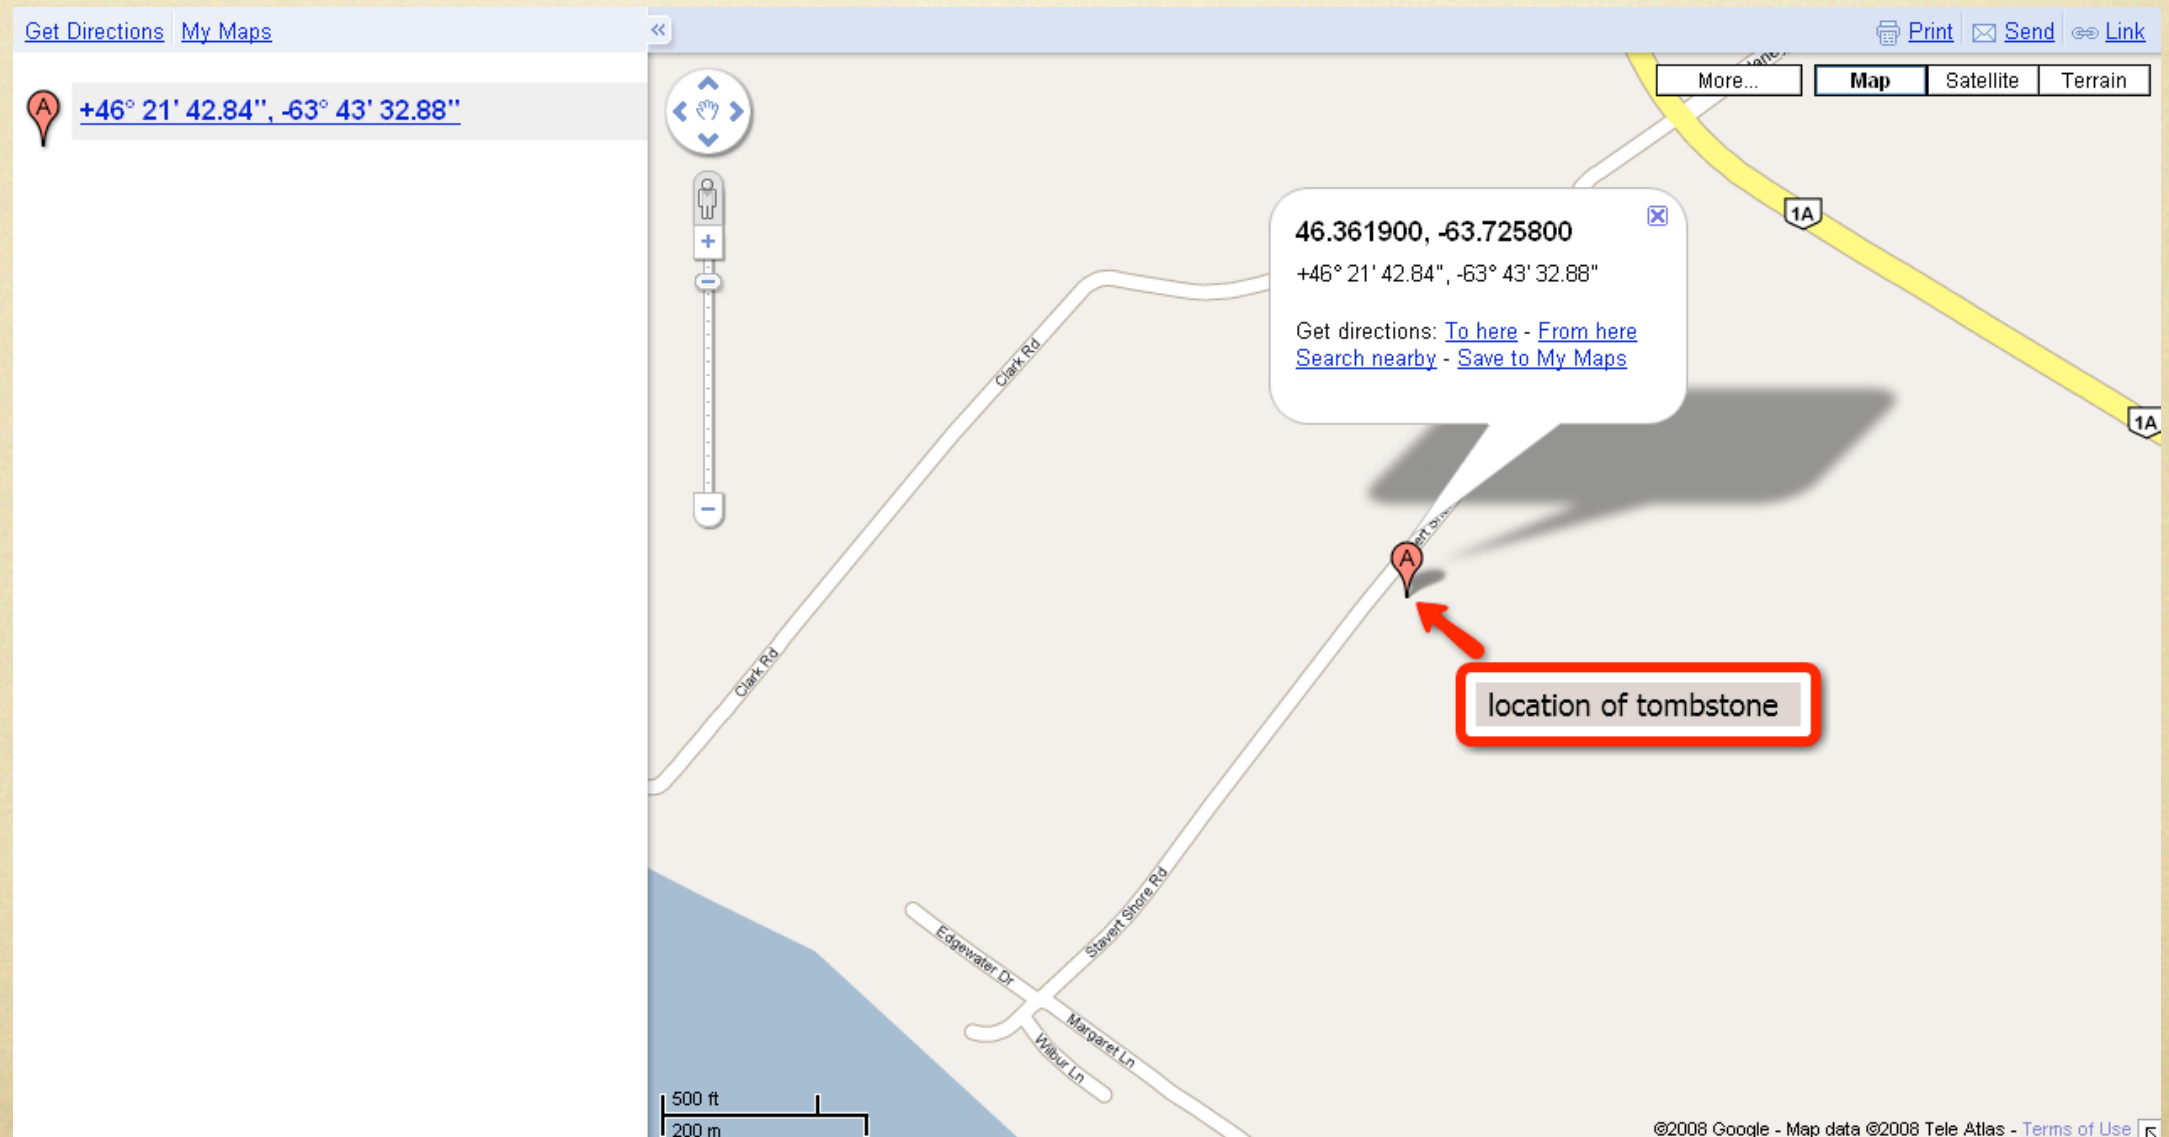 Get Directions My Maps
Print Send Link
A +46° 21' 42.84", -63° 43' 32.88"
More... Map Satellite Terrain
1A
46.361900, -63.725800
+46° 21' 42.84", -63° 43' 32.88"
Get directions: To here - From here
Search nearby - Save to My Maps
1A
Clark Rd
A
Clark Rd
location of tombstone
Stavert Shore Rd
Edgewater Dr
Margaret Ln
Wilbur Ln
500 ft
200 m
©2008 Google - Map data ©2008 Tele Atlas - Terms of Use